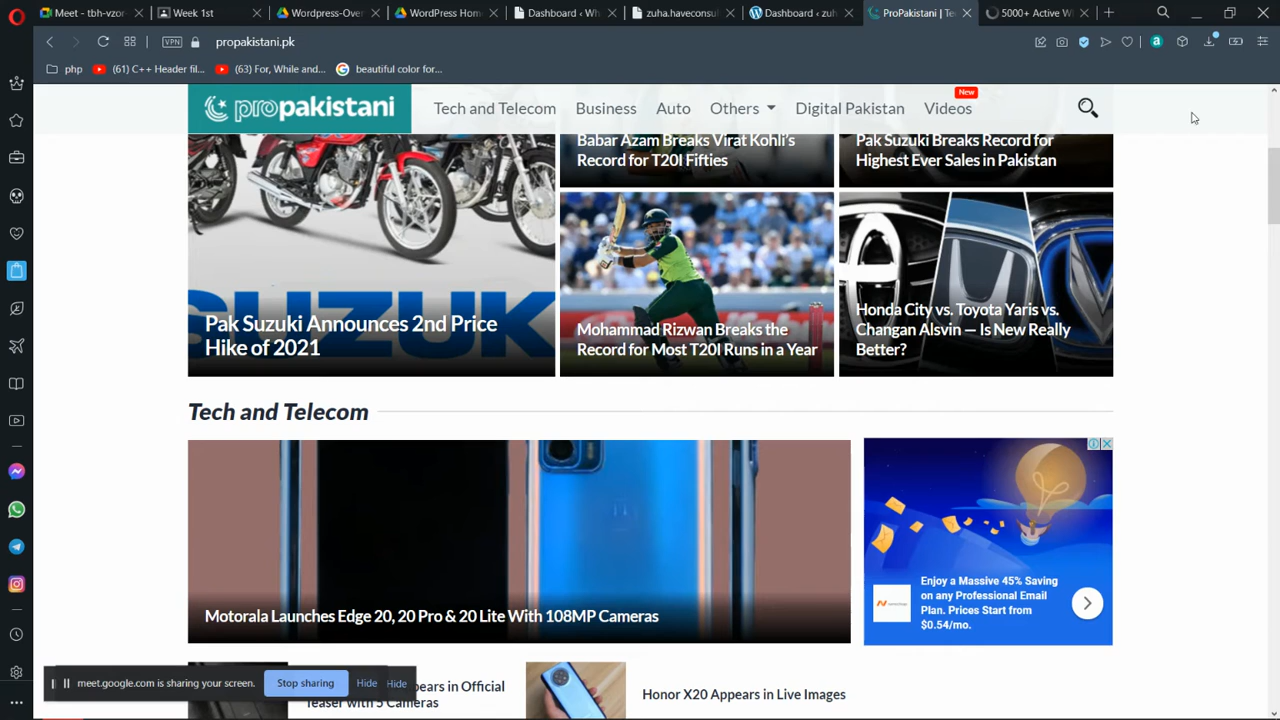 Meet - tbh-vzor
Week 1st
Wordpress-Over
WordPress Home
Dashboard ‹ Wh
zuha.haveconsul
Dashboard ‹ zuh
ProPakistani | Te
5000+ Active Wh
VPN
propakistani.pk
php
(61) C++ Header fil...
(63) For, While and...
beautiful color for...
propakistani
Tech and Telecom
Business
Auto
Others
Digital Pakistan
Videos
New
Babar Azam Breaks Virat Kohli's
Record for T20I Fifties
Pak Suzuki Breaks Record for
Highest Ever Sales in Pakistan
SUZUK
Pak Suzuki Announces 2nd Price
Hike of 2021
Mohammad Rizwan Breaks the
Record for Most T20I Runs in a Year
Honda City vs. Toyota Yaris vs.
Changan Alsvin — Is New Really
Better?
Tech and Telecom
Motorala Launches Edge 20, 20 Pro & 20 Lite With 108MP Cameras
Enjoy a Massive 45% Saving
on any Professional Email
Plan. Prices Start from
$0.54/mo.
meet.google.com is sharing your screen.
Stop sharing
Hide
Hide
ears in Official
Teaser with 5 Cameras
Honor X20 Appears in Live Images